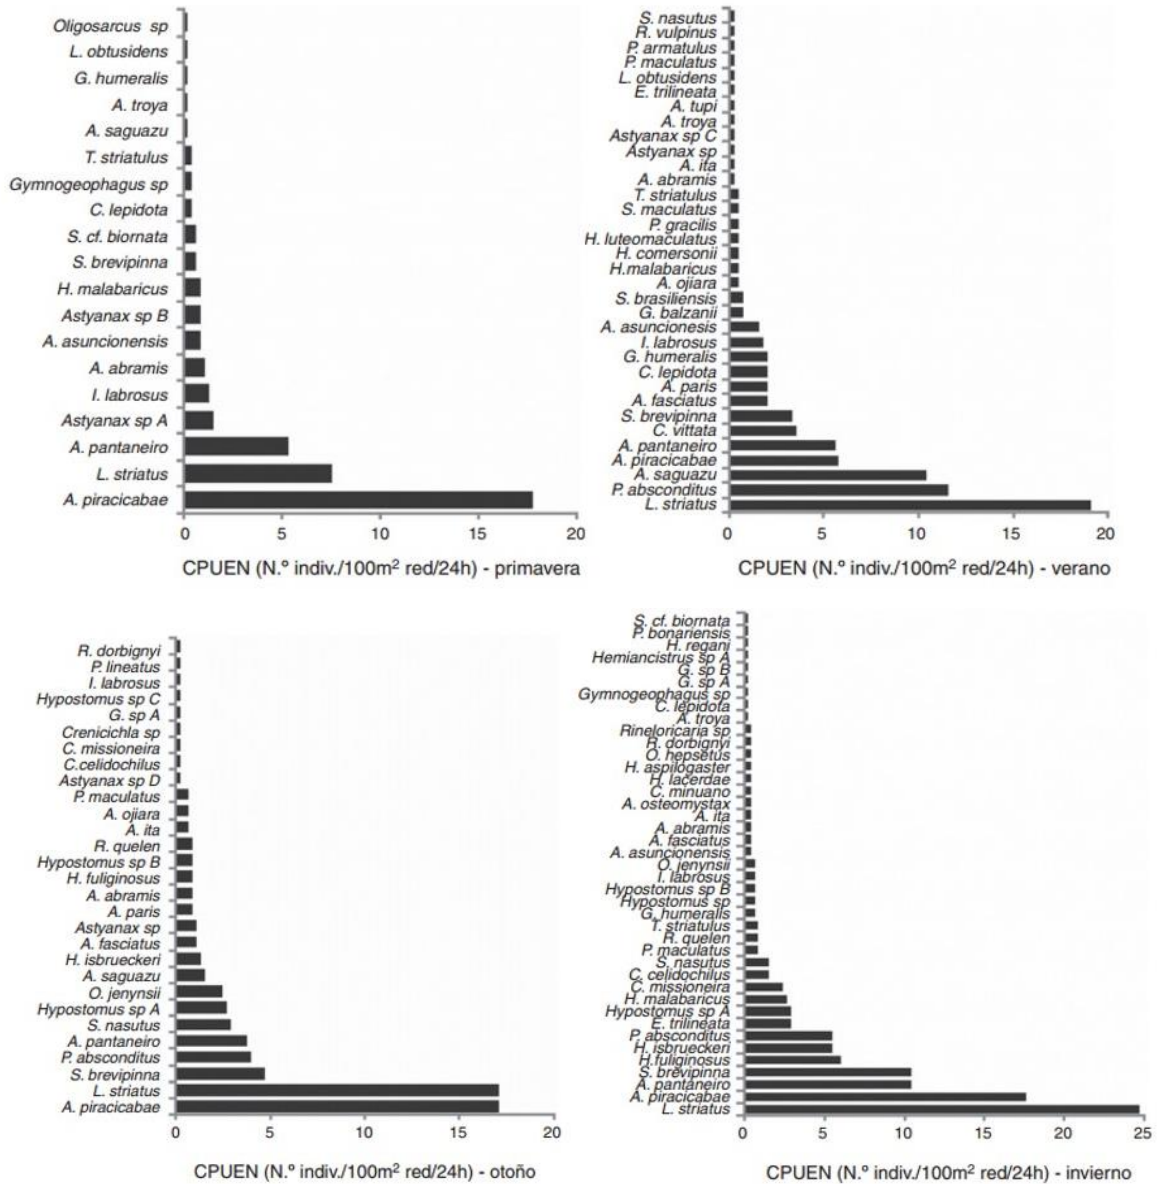 Oligosarcus sp
L. obtusidens
G. humeralis
A. troya
A. saguazu
T. striatulus
Gymnogeophagus sp
C. lepidota
S. cf. biornata
S. brevipinna
H. malabaricus
Astyanax sp B
A. asuncionensis
A. abramis
I. labrosus
Astyanax sp A
A. pantaneiro
L. striatus
A. piracicabae
0 5 10 15 20
CPUEN (N.º indiv./100m² red/24h) - primavera
S. nasutus
R. vulpinus
P. armatulus
P. maculatus
L. obtusidens
E. trilineata
A. tupi
A. troya
Astyanax sp C
Astyanax sp
A. ita
A. abramis
T. striatulus
S. maculatus
P. gracilis
H. luteomaculatus
H. comersonii
H.malabaricus
A. ojiara
S. brasiliensis
G. balzanii
A. asuncionesis
I. labrosus
G. humeralis
C. lepidota
A. paris
A. fasciatus
S. brevipinna
C. vittata
A. pantaneiro
A. piracicabae
A. saguazu
P. absconditus
L. striatus
0 5 10 15 20
CPUEN (N.º indiv./100m² red/24h) - verano
R. dorbignyi
P. lineatus
I. labrosus
Hypostomus sp C
G. sp A
Crenicichla sp
C. missioneira
C.celidochilus
Astyanax sp D
P. maculatus
A. ojiara
A. ita
R. quelen
Hypostomus sp B
H. fuliginosus
A. abramis
A. paris
Astyanax sp
A. fasciatus
H. isbrueckeri
A. saguazu
O. jenynsii
Hypostomus sp A
S. nasutus
A. pantaneiro
P. absconditus
S. brevipinna
L. striatus
A. piracicabae
0 5 10 15 20
CPUEN (N.º indiv./100m² red/24h) - otoño
S. cf. biornata
P. bonariensis
H. regani
Hemiancistrus sp A
G. sp B
G. sp A
Gymnogeophagus sp
C. lepidota
A. troya
Rineloricaria sp
R. dorbignyi
O. hepsetus
H. aspilogaster
H. lacerdae
C. minuano
A. osteomystax
A. ita
A. abramis
A. fasciatus
A. asuncionensis
O. jenynsii
I. labrosus
Hypostomus sp B
Hypostomus sp
G. humeralis
T. striatulus
R. quelen
P. maculatus
S. nasutus
C. celidochilus
C. missioneira
H. malabaricus
Hypostomus sp A
E. trilineata
P. absconditus
H. isbrueckeri
H.fuliginosus
S. brevipinna
A. pantaneiro
A. piracicabae
L. striatus
0 5 10 15 20 25
CPUEN (N.º indiv./100m² red/24h) - invierno